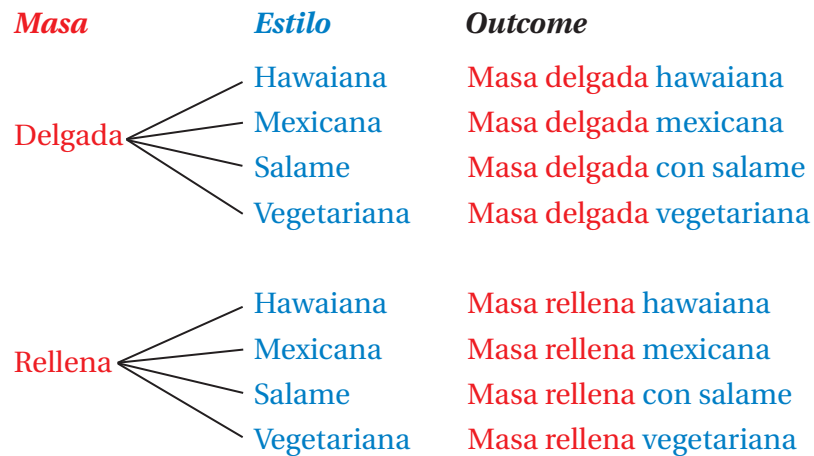 Masa Estilo Outcome
Hawaiana Masa delgada hawaiana
Delgada Mexicana Masa delgada mexicana
Salame Masa delgada con salame
Vegetariana Masa delgada vegetariana
Hawaiana Masa rellena hawaiana
Rellena Mexicana Masa rellena mexicana
Salame Masa rellena con salame
Vegetariana Masa rellena vegetariana